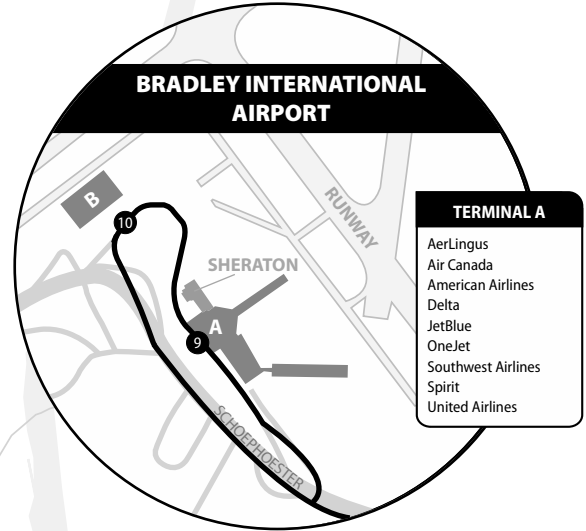 BRADLEY INTERNATIONAL
AIRPORT
B
10
RUNWAY
SHERATON
A
9
SCHOEPHOESTER
TERMINAL A
AerLingus
Air Canada
American Airlines
Delta
JetBlue
OneJet
Southwest Airlines
Spirit
United Airlines